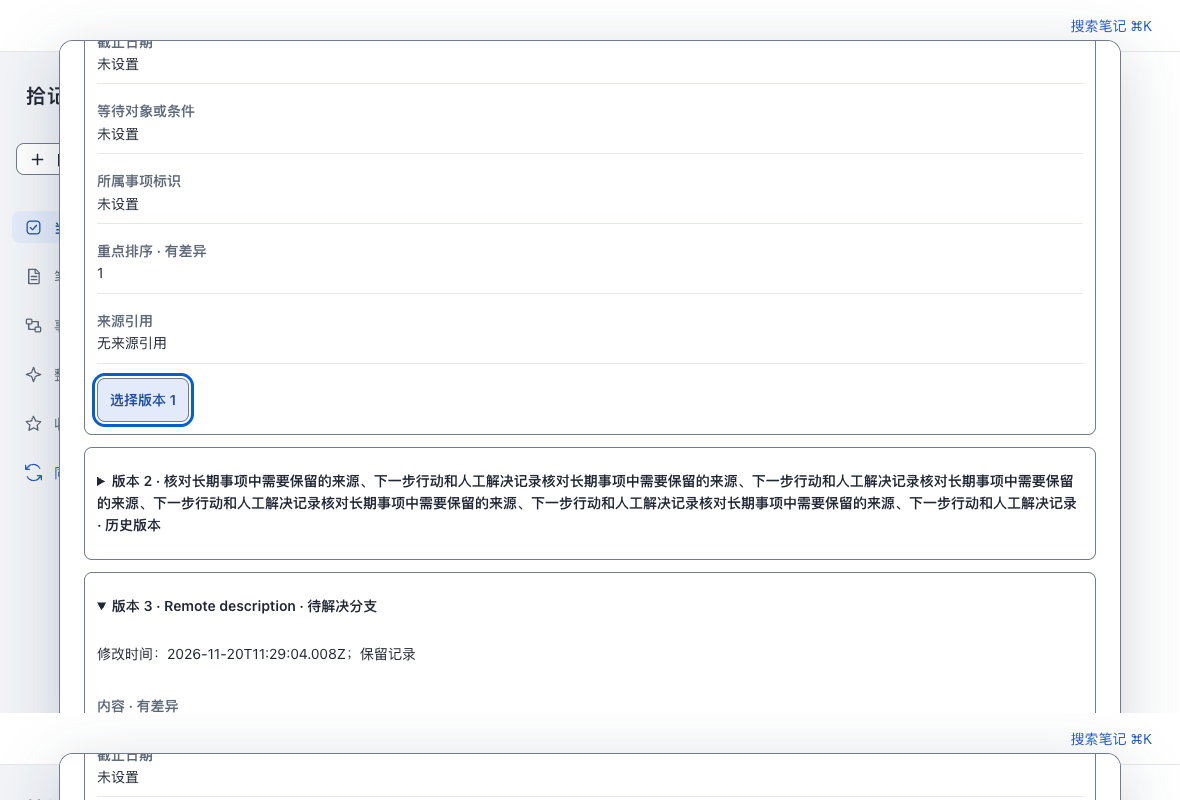 搜索笔记 ⌘K
截止日期
未设置
拾记
等待对象或条件
未设置
所属事项标识
未设置
重点排序 · 有差异
1
来源引用
无来源引用
选择版本 1
▶ 版本 2 · 核对长期事项中需要保留的来源、下一步行动和人工解决记录核对长期事项中需要保留的来源、下一步行动和人工解决记录核对长期事项中需要保留
的来源、下一步行动和人工解决记录核对长期事项中需要保留的来源、下一步行动和人工解决记录核对长期事项中需要保留的来源、下一步行动和人工解决记录
· 历史版本
▼ 版本 3 · Remote description · 待解决分支
修改时间：2026-11-20T11:29:04.008Z；保留记录
内容 · 有差异
搜索笔记 ⌘K
截止日期
未设置